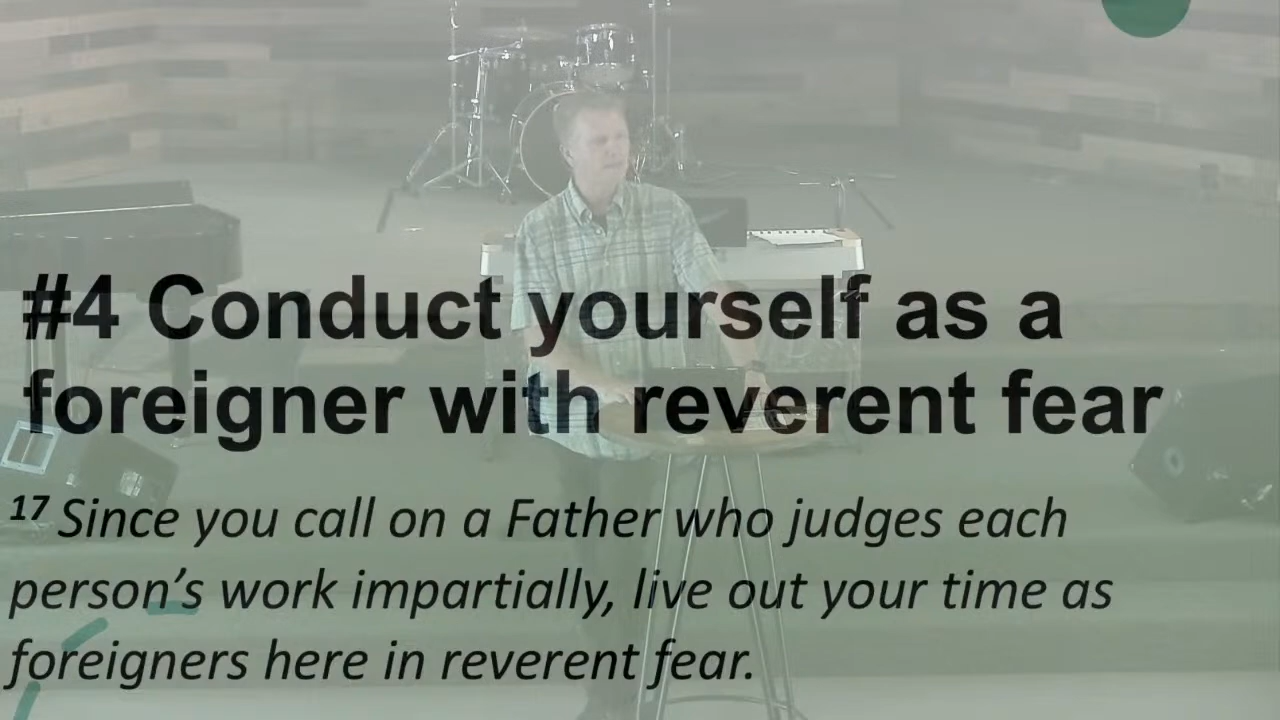 #4 Conduct yourself as a
foreigner with reverent fear
17 Since you call on a Father who judges each
person’s work impartially, live out your time as
foreigners here in reverent fear.